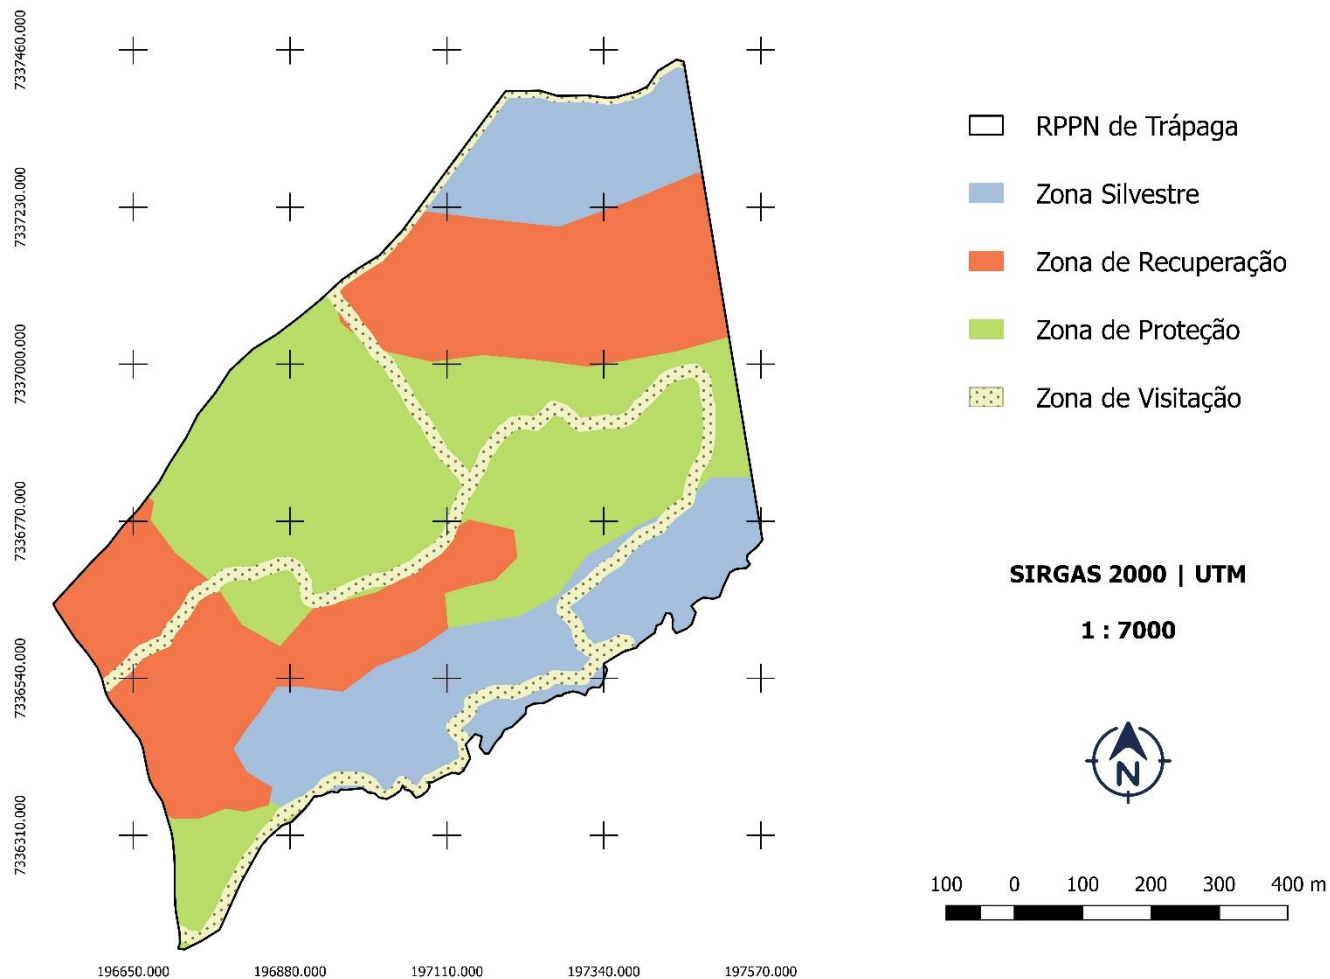 7337460.000
7337230.000
7337000.000
7336770.000
7336540.000
7336310.000
196650.000
196880.000
197110.000
197340.000
197570.000
RPPN de Trápaga
Zona Silvestre
Zona de Recuperação
Zona de Proteção
Zona de Visitação
SIRGAS 2000 | UTM
1 : 7000
N
100 0 100 200 300 400 m